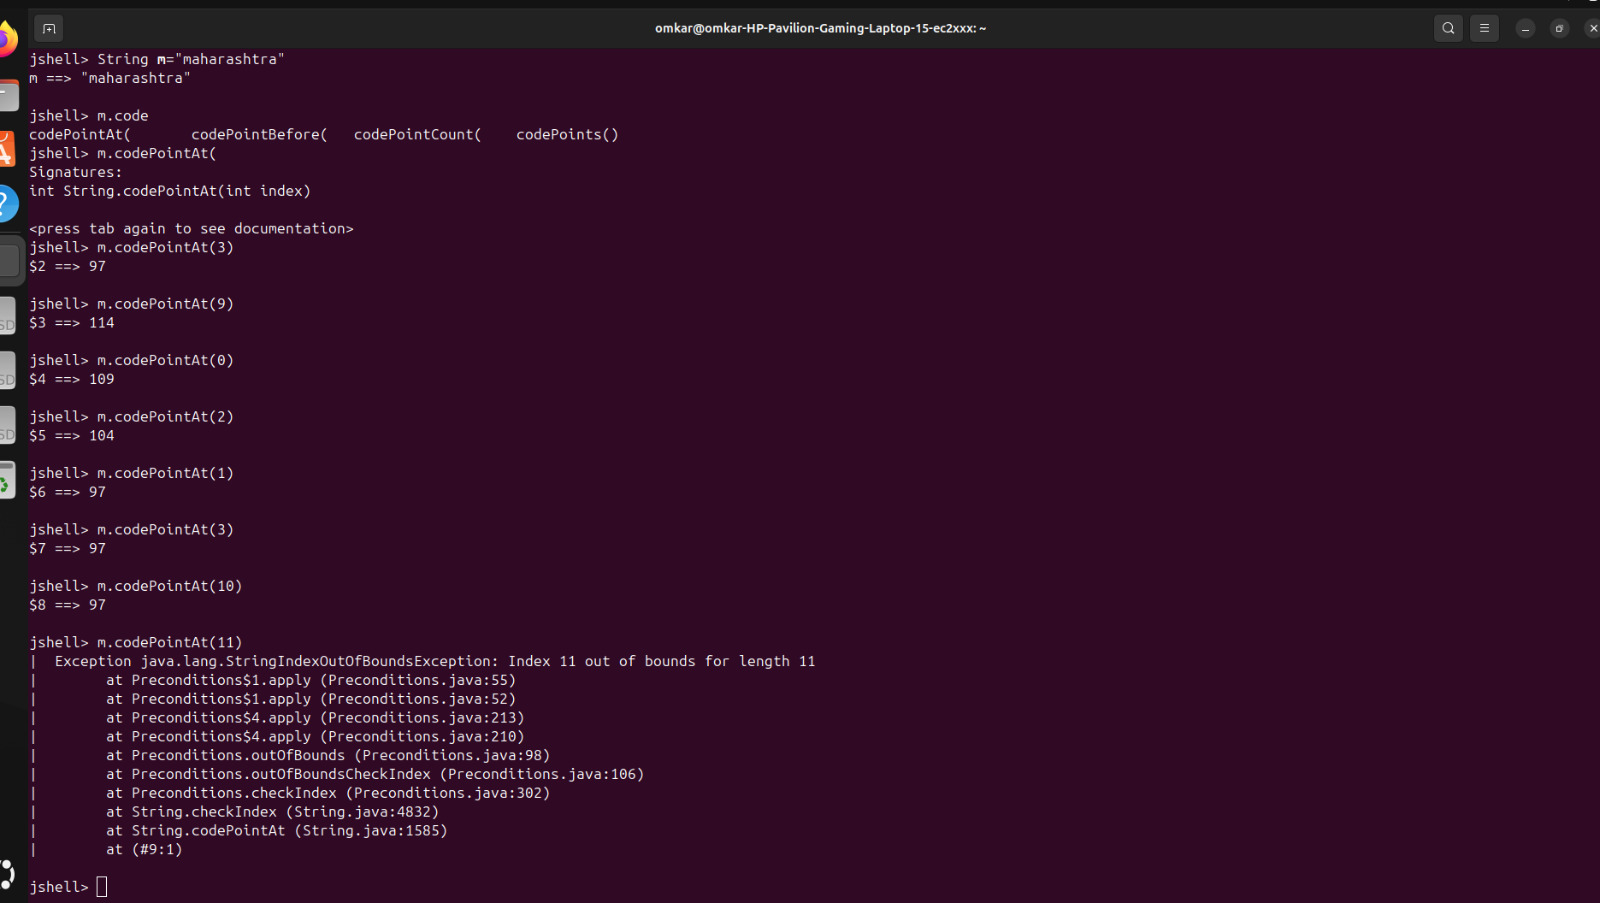 omkar@omkar-HP-Pavilion-Gaming-Laptop-15-ec2xxx: ~
jshell> String m="maharashtra"
m ==> "maharashtra"
jshell> m.code
codePointAt(       codePointBefore(   codePointCount(    codePoints()
jshell> m.codePointAt(
Signatures:
int String.codePointAt(int index)
<press tab again to see documentation>
jshell> m.codePointAt(3)
$2 ==> 97
jshell> m.codePointAt(9)
$3 ==> 114
jshell> m.codePointAt(0)
$4 ==> 109
jshell> m.codePointAt(2)
$5 ==> 104
jshell> m.codePointAt(1)
$6 ==> 97
jshell> m.codePointAt(3)
$7 ==> 97
jshell> m.codePointAt(10)
$8 ==> 97
jshell> m.codePointAt(11)
|  Exception java.lang.StringIndexOutOfBoundsException: Index 11 out of bounds for length 11
|        at Preconditions$1.apply (Preconditions.java:55)
|        at Preconditions$1.apply (Preconditions.java:52)
|        at Preconditions$4.apply (Preconditions.java:213)
|        at Preconditions$4.apply (Preconditions.java:210)
|        at Preconditions.outOfBounds (Preconditions.java:98)
|        at Preconditions.outOfBoundsCheckIndex (Preconditions.java:106)
|        at Preconditions.checkIndex (Preconditions.java:302)
|        at String.checkIndex (String.java:4832)
|        at String.codePointAt (String.java:1585)
|        at (#9:1)
jshell>